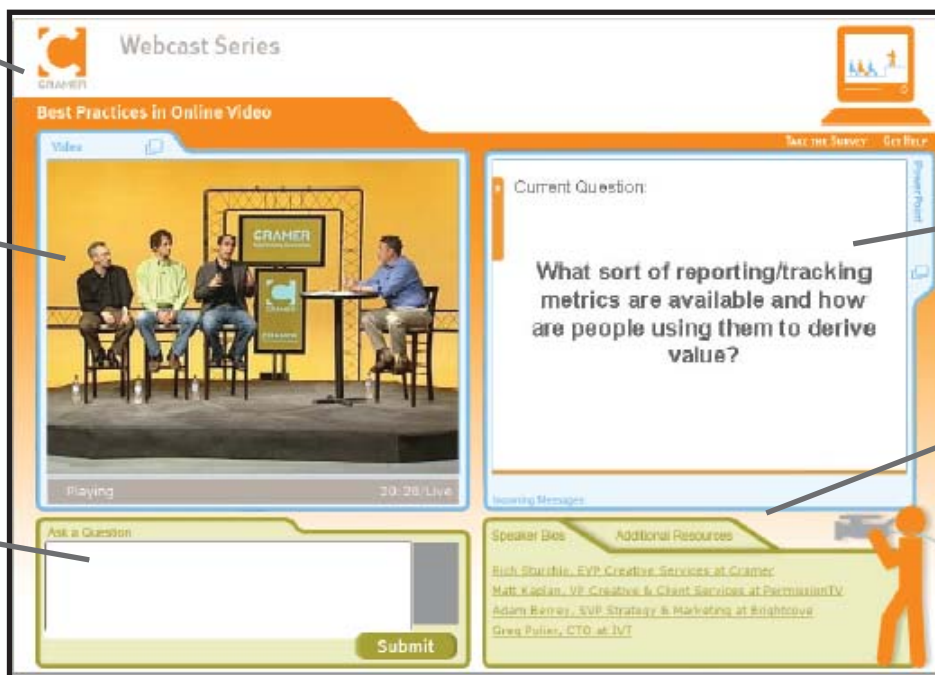 Webcast Series
CRAMER
Best Practices in Online Video
TAKE THE SURVEY GET HELP
Video
PowerPoint
CRAMER
CRAMER
Current Question:
What sort of reporting/tracking
metrics are available and how
are people using them to derive
value?
Playing
20:28/Live
Incoming Messages
Ask a Question
Submit
Speaker Bios
Additional Resources
Rich Sturchio, EVP Creative Services at Cramer
Matt Kaplan, VP Creative & Client Services at PermissionTV
Adam Berrey, SVP Strategy & Marketing at Brightcove
Greg Pulier, CTO at IVT